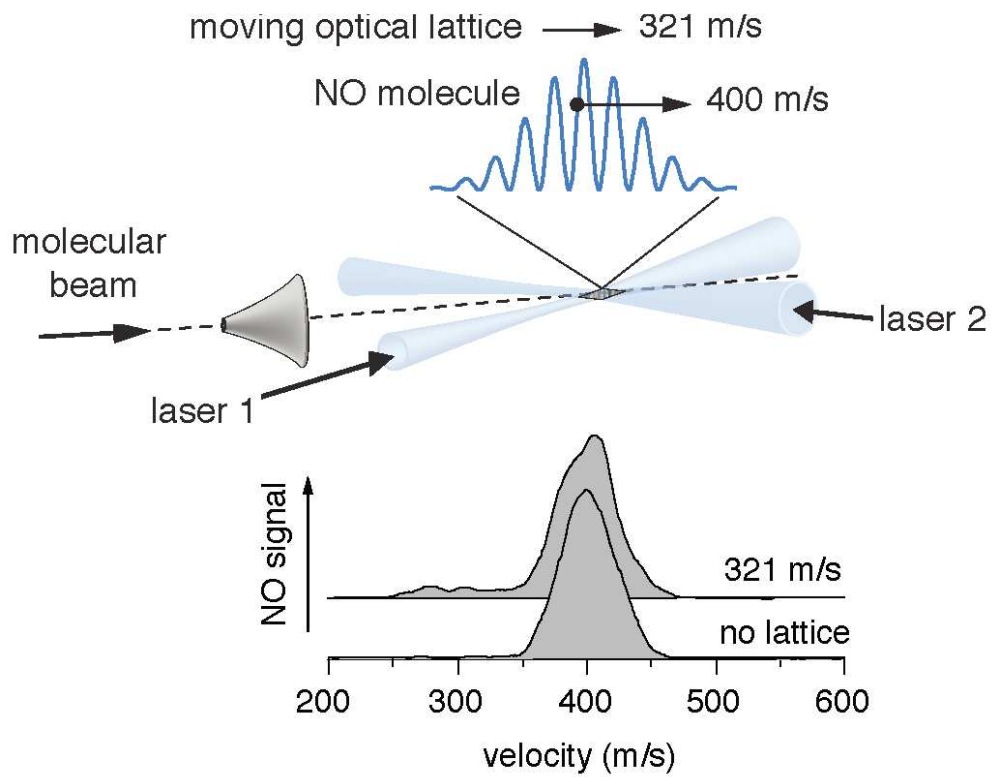 moving optical lattice 321 m/s
NO molecule 400 m/s
molecular
beam
laser 2
laser 1
NO signal
321 m/s
no lattice
200 300 400 500 600
velocity (m/s)